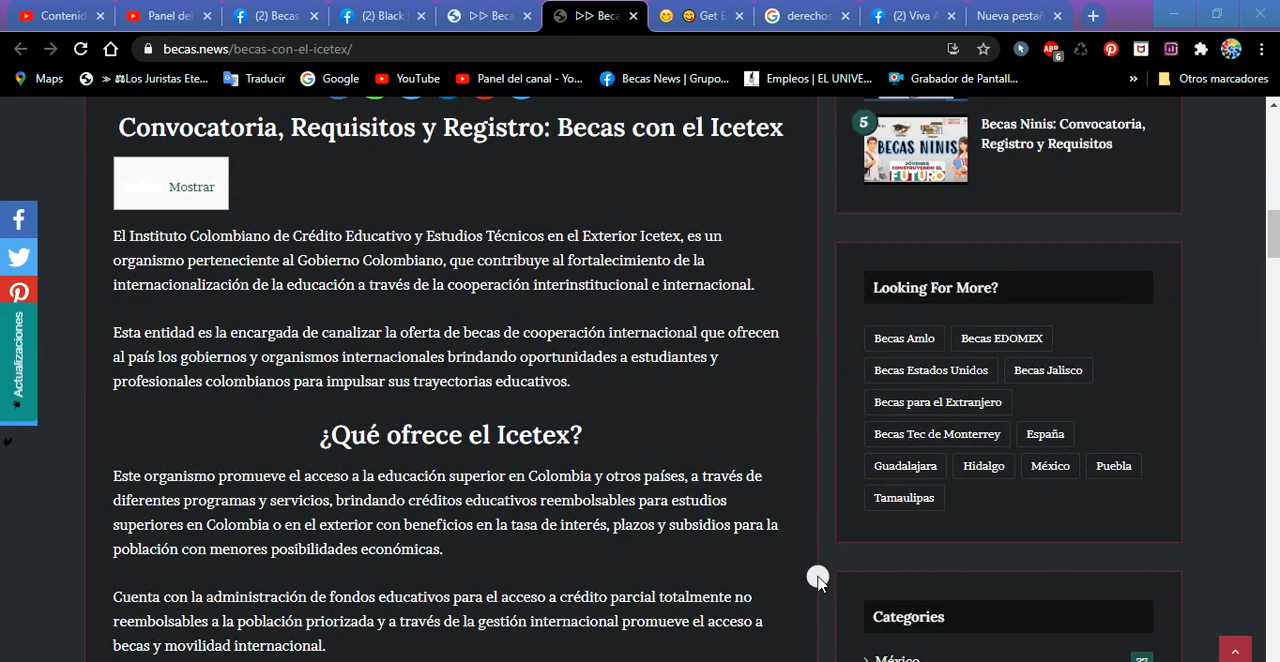 Contenid
Panel del
(2) Becas
(2) Black
▷▷ Beca
▷▷ Beca
Get E
derechos
(2) Viva A
Nueva pestañ
becas.news/becas-con-el-icetex/
6
Maps
» ⚖Los Juristas Ete...
Traducir
Google
YouTube
Panel del canal - Yo...
Becas News | Grupo...
Empleos | EL UNIVE...
Grabador de Pantall...
»
Otros marcadores
Convocatoria, Requisitos y Registro: Becas con el Icetex
Mostrar
El Instituto Colombiano de Crédito Educativo y Estudios Técnicos en el Exterior Icetex, es un
organismo perteneciente al Gobierno Colombiano, que contribuye al fortalecimiento de la
internacionalización de la educación a través de la cooperación interinstitucional e internacional.
Esta entidad es la encargada de canalizar la oferta de becas de cooperación internacional que ofrecen
al país los gobiernos y organismos internacionales brindando oportunidades a estudiantes y
profesionales colombianos para impulsar sus trayectorias educativos.
¿Qué ofrece el Icetex?
Este organismo promueve el acceso a la educación superior en Colombia y otros países, a través de
diferentes programas y servicios, brindando créditos educativos reembolsables para estudios
superiores en Colombia o en el exterior con beneficios en la tasa de interés, plazos y subsidios para la
población con menores posibilidades económicas.
Cuenta con la administración de fondos educativos para el acceso a crédito parcial totalmente no
reembolsables a la población priorizada y a través de la gestión internacional promueve el acceso a
becas y movilidad internacional.
Actualizaciones
5
BECAS NINIS
JÓVENES
CONSTRUYENDO EL
FUTURO
Becas Ninis: Convocatoria,
Registro y Requisitos
Looking For More?
Becas Amlo
Becas EDOMEX
Becas Estados Unidos
Becas Jalisco
Becas para el Extranjero
Becas Tec de Monterrey
España
Guadalajara
Hidalgo
México
Puebla
Tamaulipas
Categories
México
37